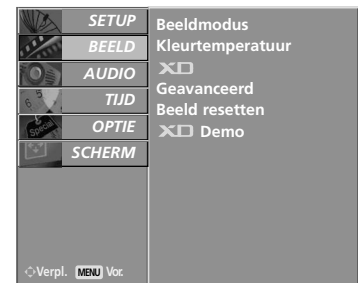 SETUP
BEELD
AUDIO
TIJD
OPTIE
SCHERM
Verpl. MENU Vor.
Beeldmodus
Kleurtemperatuur
XD
Geavanceerd
Beeld resetten
XD Demo